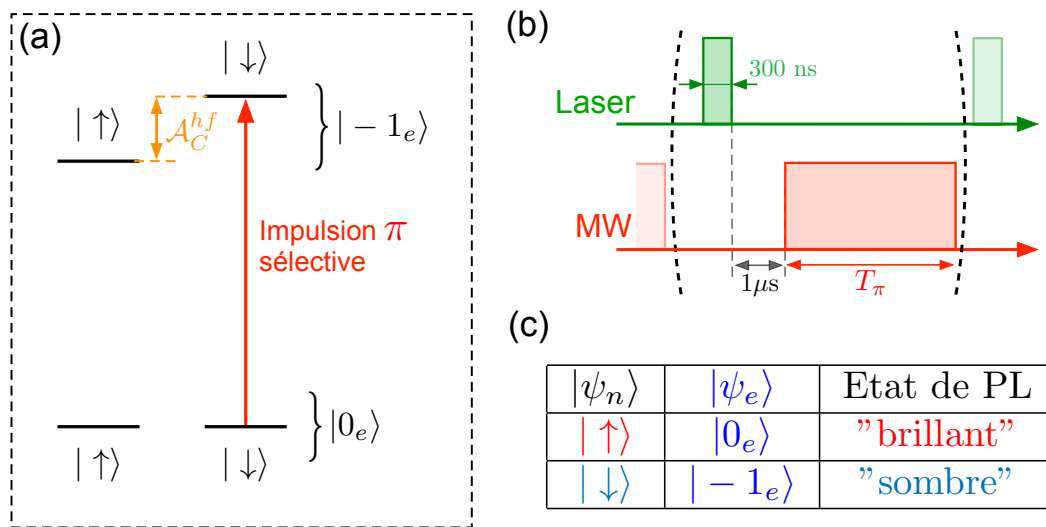 (a)
| ↓⟩
| ↑⟩
𝒜_C^{hf}
| − 1_e⟩
Impulsion π
sélective
|0_e⟩
| ↑⟩
| ↓⟩
(b)
300 ns
Laser
MW
1μs
T_π
(c)
|ψ_n⟩ |ψ_e⟩ Etat de PL
| ↑⟩ |0_e⟩ ”brillant”
| ↓⟩ | − 1_e⟩ ”sombre”